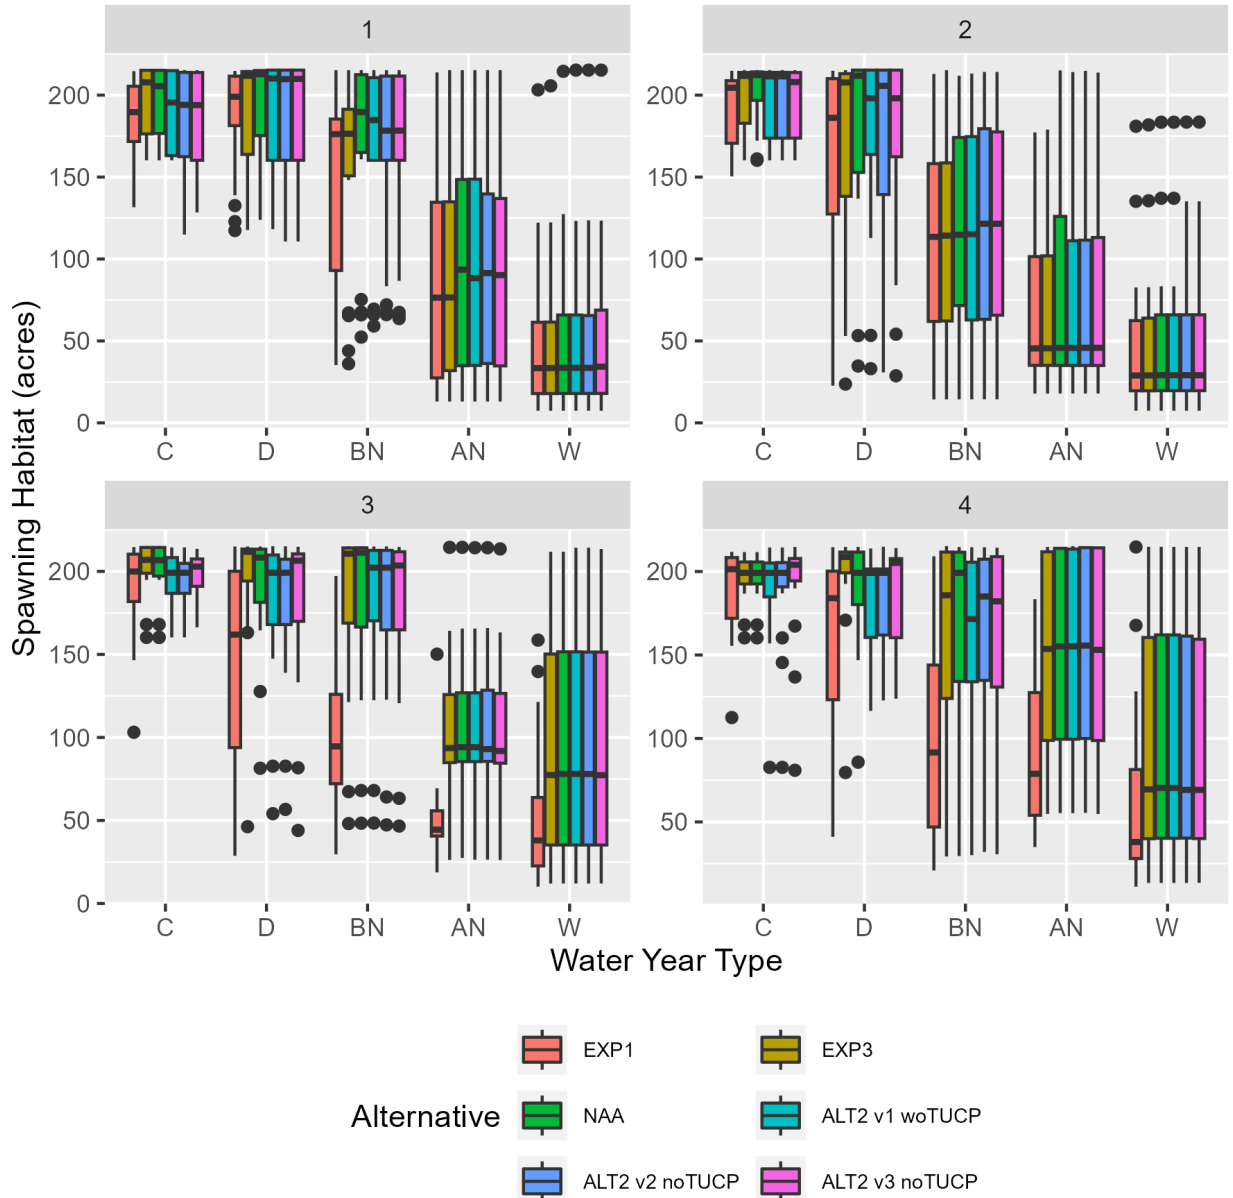 1 2
200 200
150 150
100 100
50 50
0 0
C D BN AN W C D BN AN W
3 4
200 200
150 150
100 100
50 50
0
C D BN AN W C D BN AN W
Spawning Habitat (acres)
Water Year Type
Alternative
EXP1 EXP3
NAA ALT2 v1 woTUCP
ALT2 v2 noTUCP ALT2 v3 noTUCP